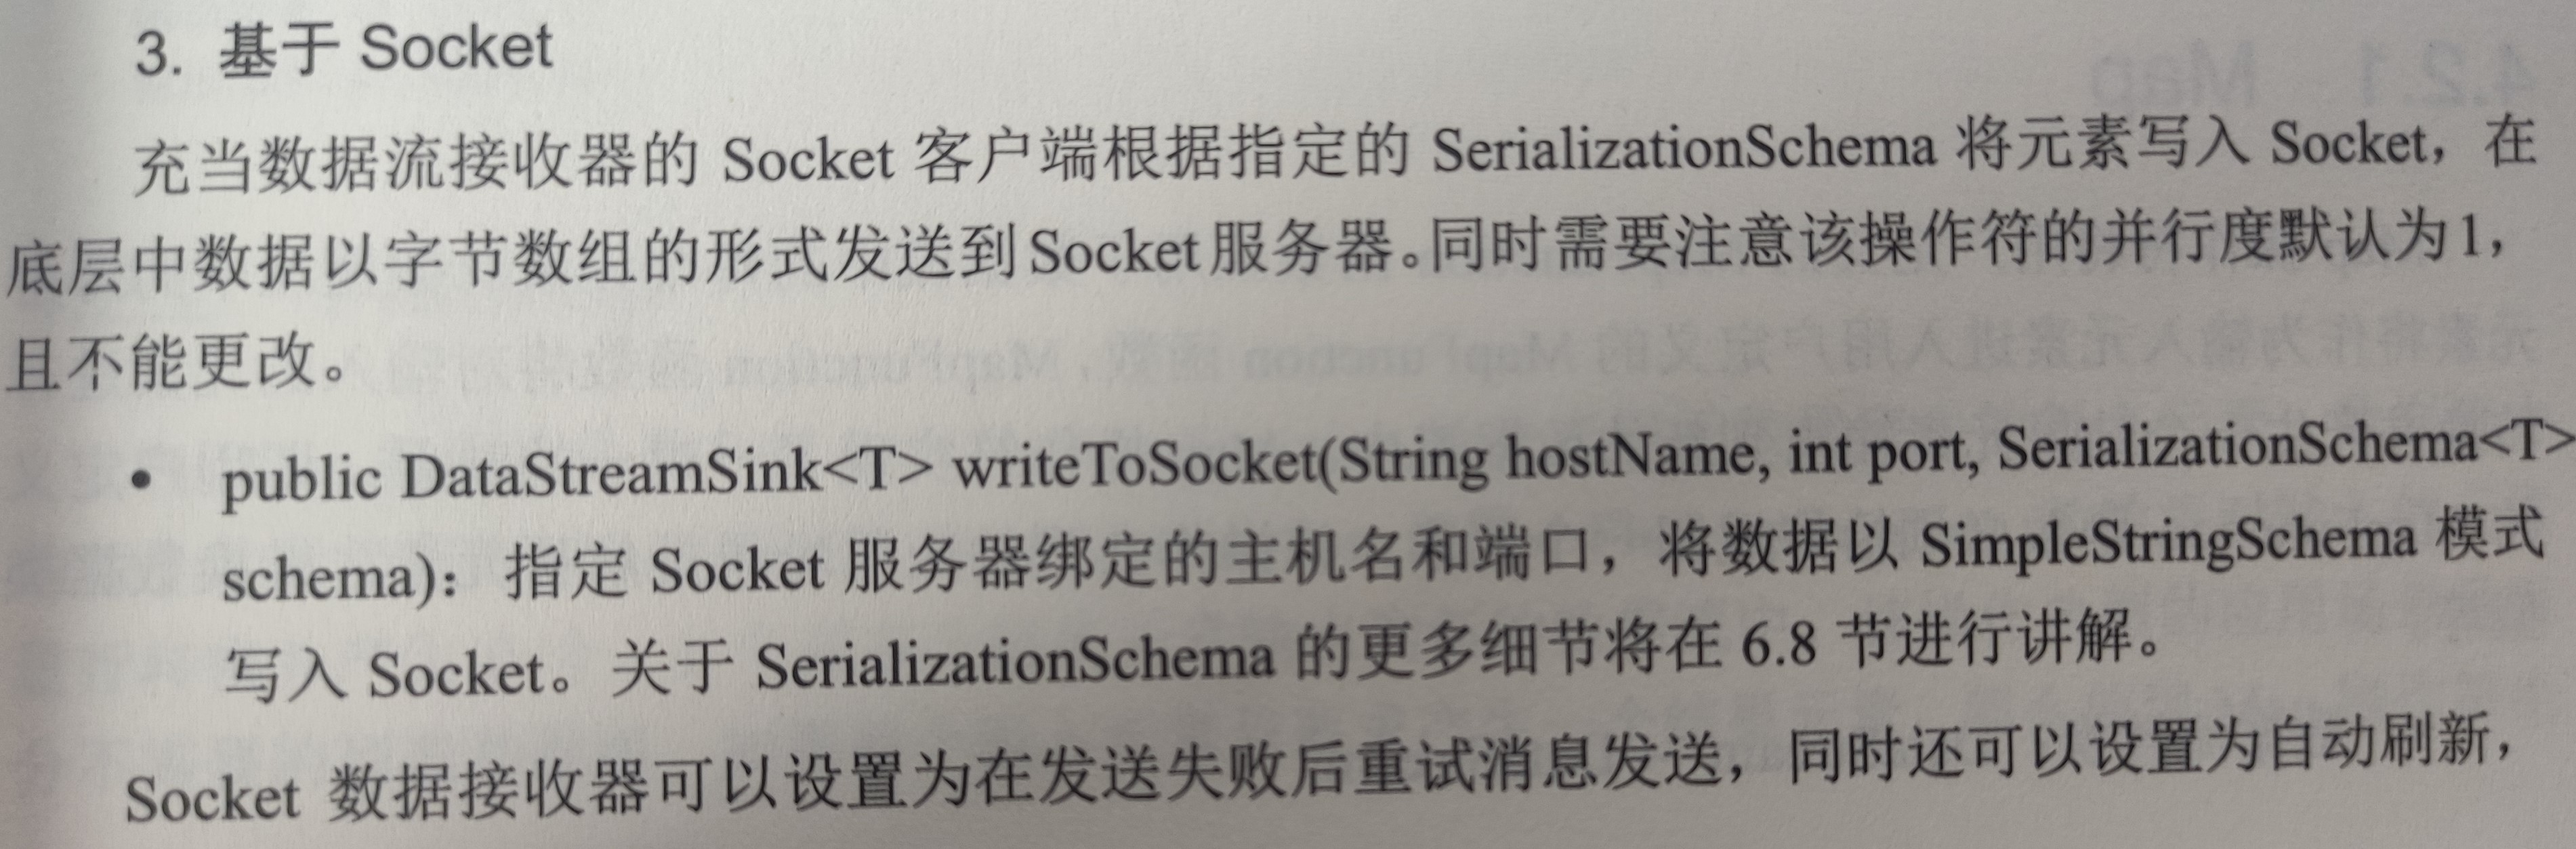 3. 基于 Socket
充当数据流接收器的 Socket 客户端根据指定的 SerializationSchema 将元素写入 Socket，在
底层中数据以字节数组的形式发送到 Socket 服务器。同时需要注意该操作符的并行度默认为 1，
且不能更改。
• public DataStreamSink<T> writeToSocket(String hostName, int port, SerializationSchema<T>
schema)：指定 Socket 服务器绑定的主机名和端口，将数据以 SimpleStringSchema 模式
写入 Socket。关于 SerializationSchema 的更多细节将在 6.8 节进行讲解。
Socket 数据接收器可以设置为在发送失败后重试消息发送，同时还可以设置为自动刷新，